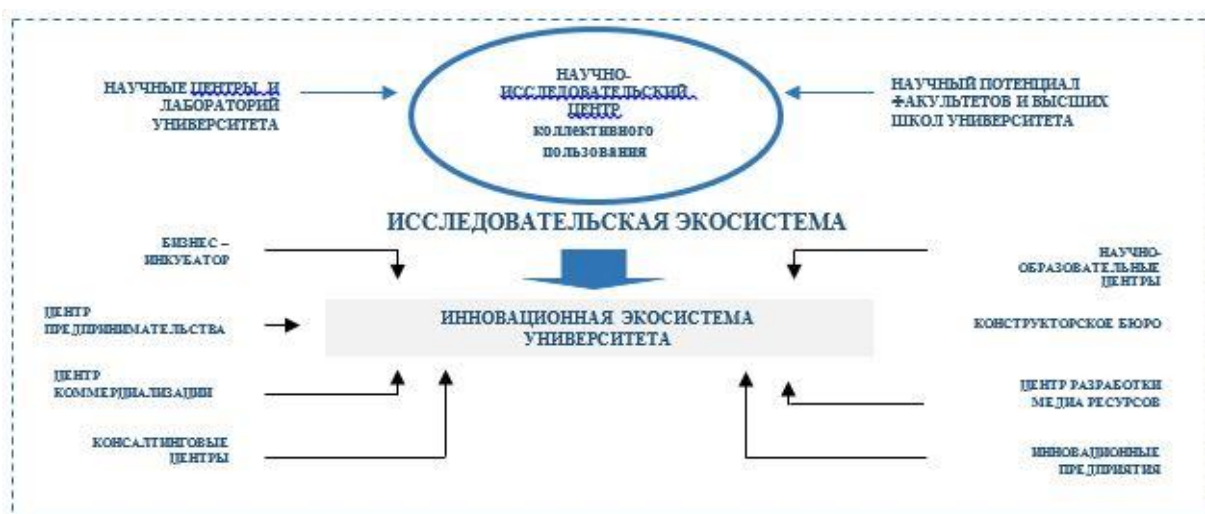 НАУЧНЫЕ ЦЕНТРЫ И
ЛАБОРАТОРИЙ
УНИВЕРСИТЕТА
НАУЧНО-
ИССЛЕДОВАТЕЛЬСКИЙ
ЦЕНТР
коллективного
пользования
НАУЧНЫЙ ПОТЕНЦИАЛ
ФАКУЛЬТЕТОВ И ВЫСШИХ
ШКОЛ УНИВЕРСИТЕТА
ИССЛЕДОВАТЕЛЬСКАЯ ЭКОСИСТЕМА
БИЗНЕС –
ИНКУБАТОР
НАУЧНО-
ОБРАЗОВАТЕЛЬНЫЕ
ЦЕНТРЫ
ЦЕНТР
ПРЕДПРИНИМАТЕЛЬСТВА
ИННОВАЦИОННАЯ ЭКОСИСТЕМА
УНИВЕРСИТЕТА
КОНСТРУКТОРСКОЕ БЮРО
ЦЕНТР
КОММЕРЦИАЛИЗАЦИИ
ЦЕНТР РАЗРАБОТКИ
МЕДИА РЕСУРСОВ
КОНСАЛТИНГОВЫЕ
ЦЕНТРЫ
ИННОВАЦИОННЫЕ
ПРЕДПРИЯТИЯ